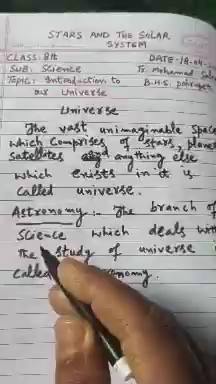 STARS AND THE SOLAR
SYSTEM
CLASS: 8th DATE - 18-04-
SUB: Science Tr Mohamad
TOPIC: Introduction to B.H.S.
our Universe
Universe
The vast unimaginable space
which comprises of stars,
satellites and anything else
which exists in it is
called universe.
Astronomy :- The branch of
Science which deals with
the study of universe